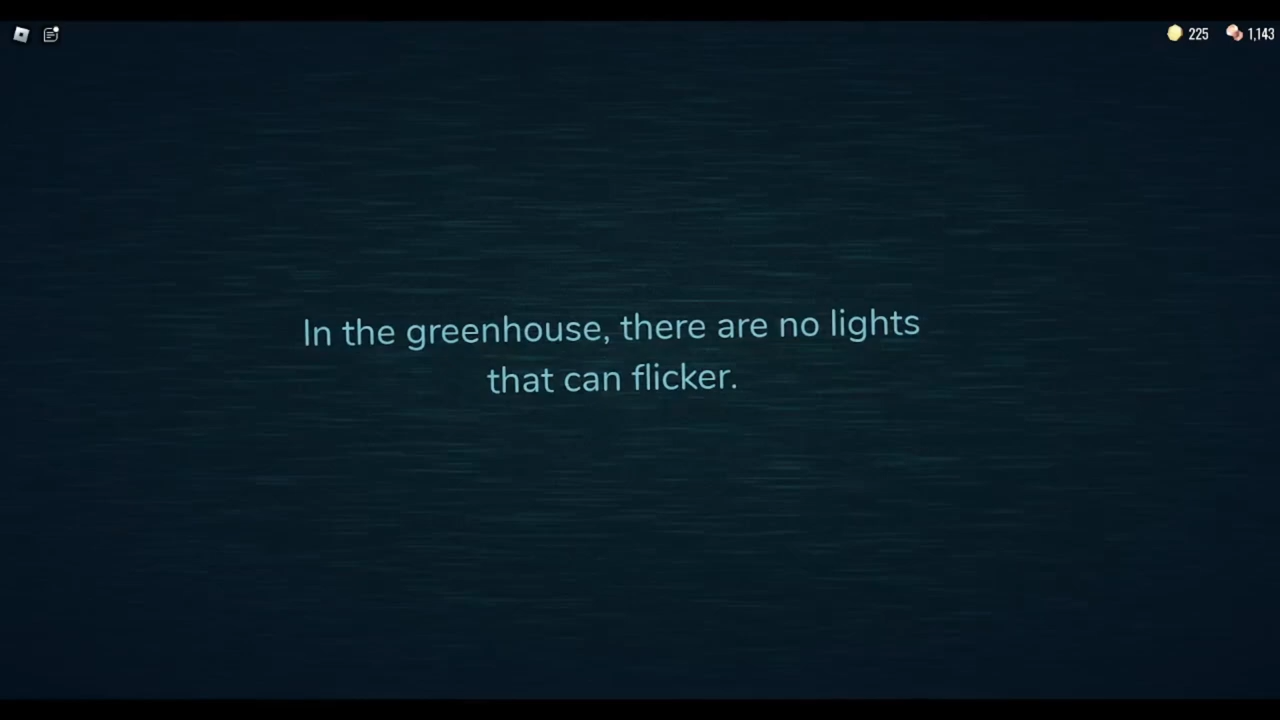 225 1,143
In the greenhouse, there are no lights
that can flicker.